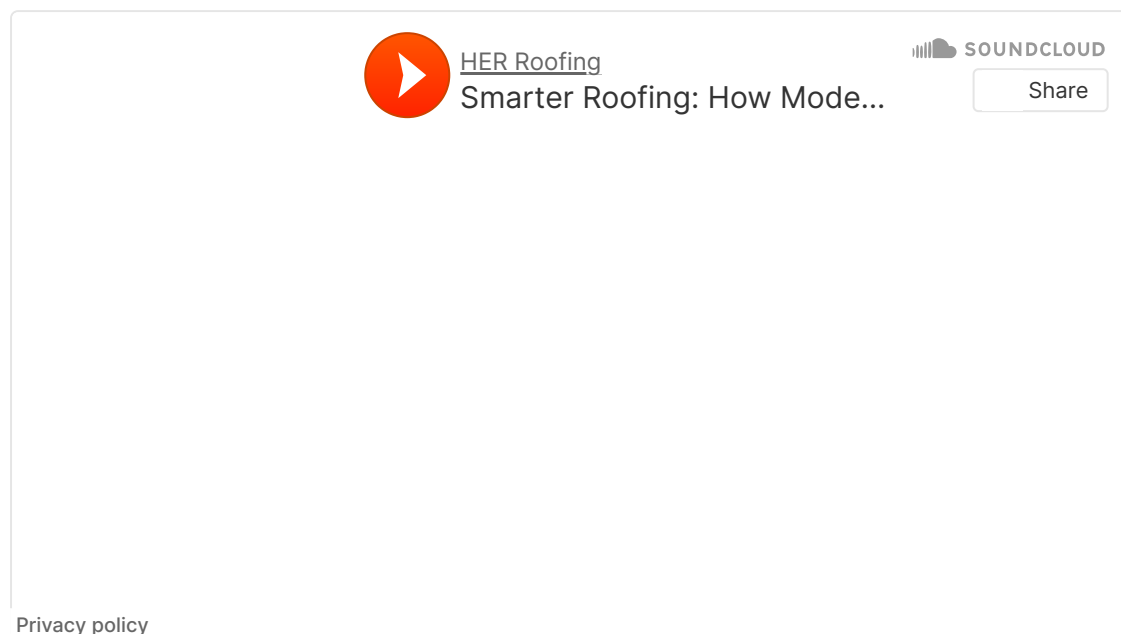 HER Roofing
Smarter Roofing: How Mode...
SOUNDCLOUD
Share
Privacy policy